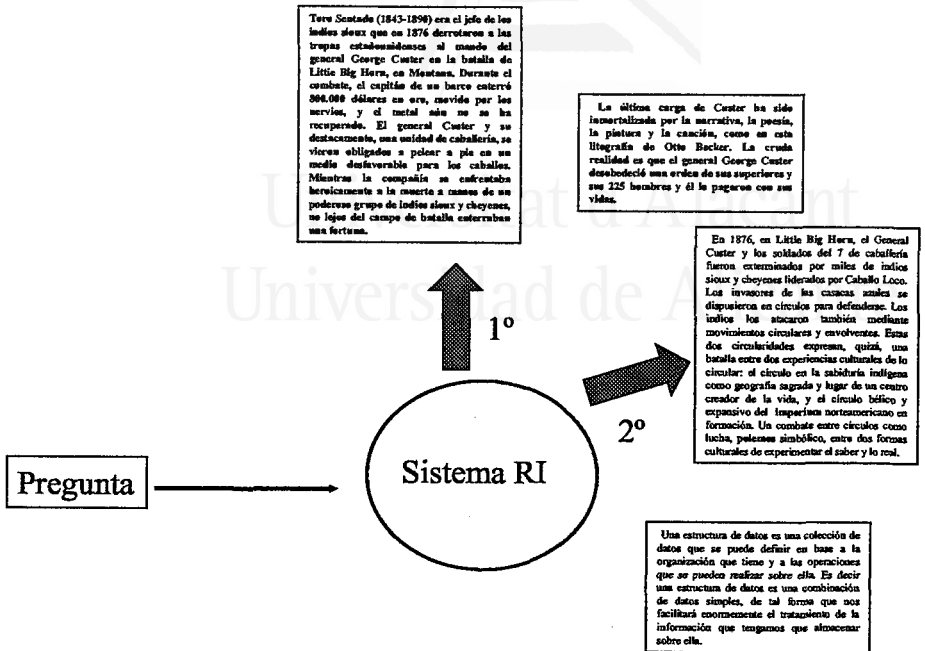 Toro Sentado (1843-1890) era el jefe de los
indios sioux que en 1876 derrotaron a las
tropas estadounidenses al mando del
general George Custer en la batalla de
Little Big Horn, en Montana. Durante el
combate, el capitán de un barco enterró
800.000 dólares en oro, movido por los
nervios, y el metal aún no se ha
recuperado. El general Custer y su
destacamento, una unidad de caballería, se
vieron obligados a pelear a pie en un
medio desfavorable para los caballos.
Mientras la compañía se enfrentaba
heroicamente a la muerte a manos de un
poderoso grupo de indios sioux y cheyenes,
no lejos del campo de batalla enterraban
una fortuna.
La última carga de Custer ha sido
inmortalizada por la narrativa, la poesía,
la pintura y la canción, como en esta
litografía de Otto Becker. La cruda
realidad es que el general George Custer
desobedeció una orden de sus superiores y
sus 225 hombres y él lo pagaron con sus
vidas.
En 1876, en Little Big Horn, el General
Custer y los soldados del 7 de caballería
fueron exterminados por miles de indios
sioux y cheyenes liderados por Caballo Loco.
Los invasores de las casacas azules se
dispusieron en círculos para defenderse. Los
indios los atacaron también mediante
movimientos circulares y envolventes. Estas
dos circularidades expresan, quizá, una
batalla entre dos experiencias culturales de lo
circular: el círculo en la sabiduría indígena
como geografía sagrada y lugar de un centro
creador de la vida, y el círculo bélico y
expansivo del Imperium norteamericano en
formación. Un combate entre círculos como
lucha, polemos simbólico, entre dos formas
culturales de experimentar el saber y lo real.
1º
2º
Pregunta
Sistema RI
Una estructura de datos es una colección de
datos que se puede definir en base a la
organización que tiene y a las operaciones
que se pueden realizar sobre ella. Es decir
una estructura de datos es una combinación
de datos simples, de tal forma que nos
facilitará enormemente el tratamiento de la
información que tengamos que almacenar
sobre ella.
Universitat d'Alacant
Universidad de A